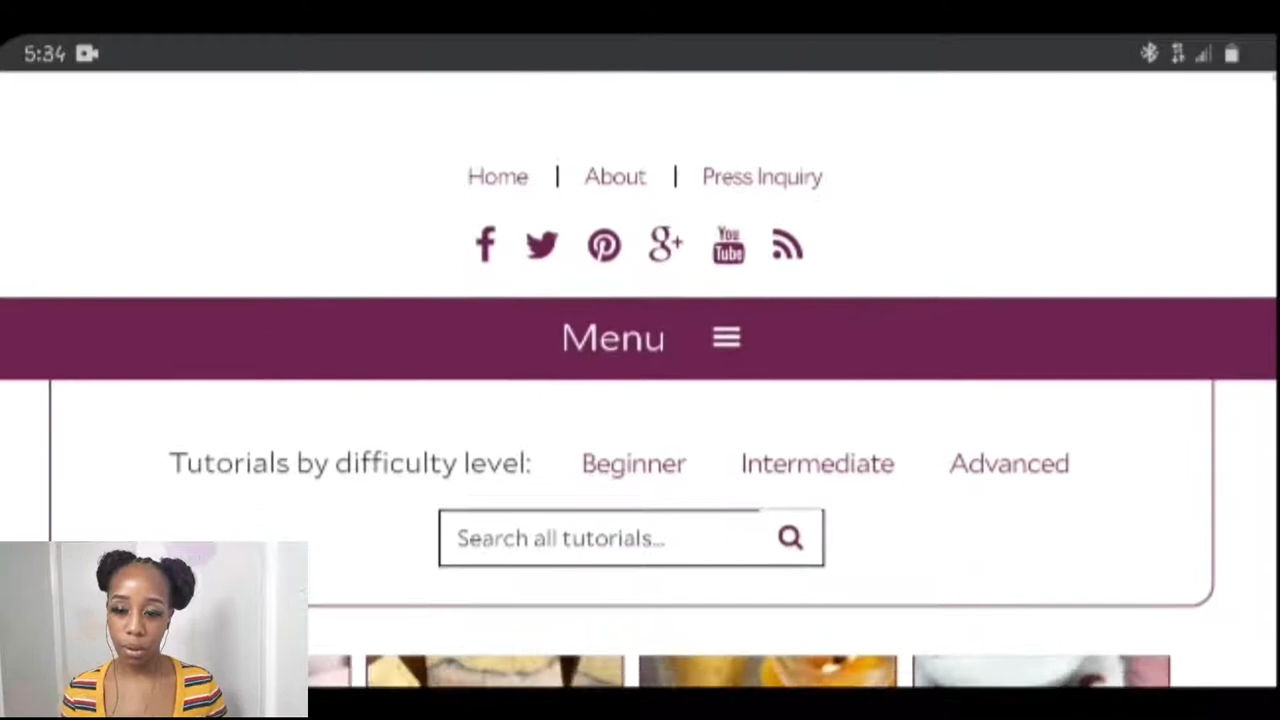 5:34
Home | About | Press Inquiry
f g+ You Tube
Menu
Tutorials by difficulty level: Beginner Intermediate Advanced
Search all tutorials...